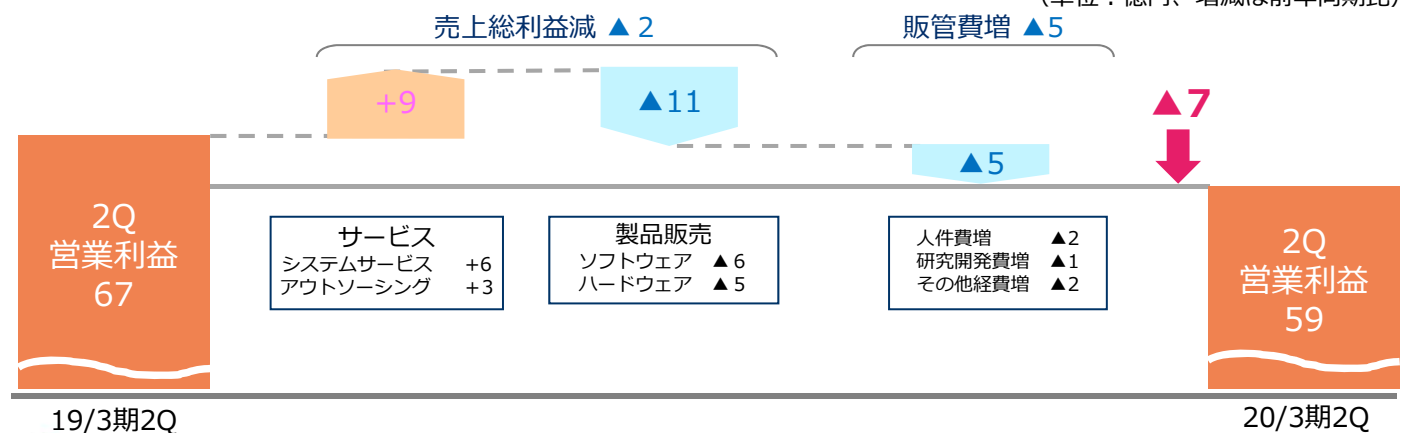 売上総利益減 ▲ 2
販管費増 ▲5
+9
▲11
▲5
▲7
2Q
営業利益
67
サービス
システムサービス +6
アウトソーシング +3
製品販売
ソフトウェア ▲ 6
ハードウェア ▲ 5
人件費増 ▲2
研究開発費増 ▲1
その他経費増 ▲2
2Q
営業利益
59
19/3期2Q
20/3期2Q